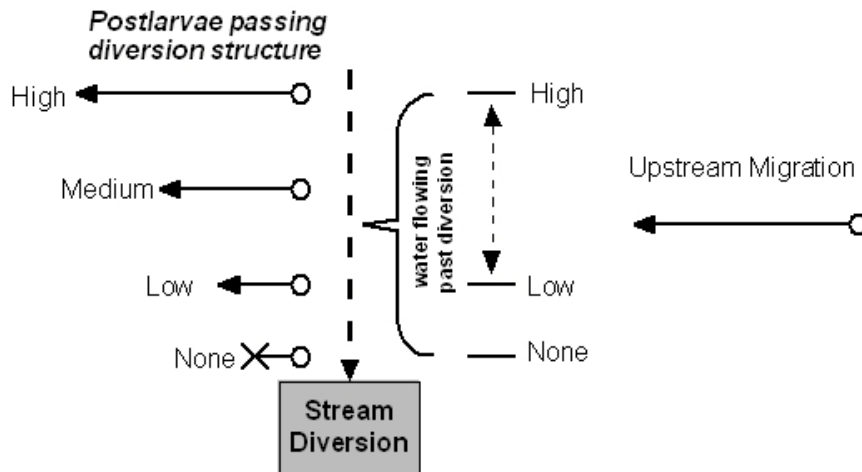 Postlarvae passing
diversion structure
High
Medium
Low
None
water flowing
past diversion
High
Low
None
Upstream Migration
Stream
Diversion